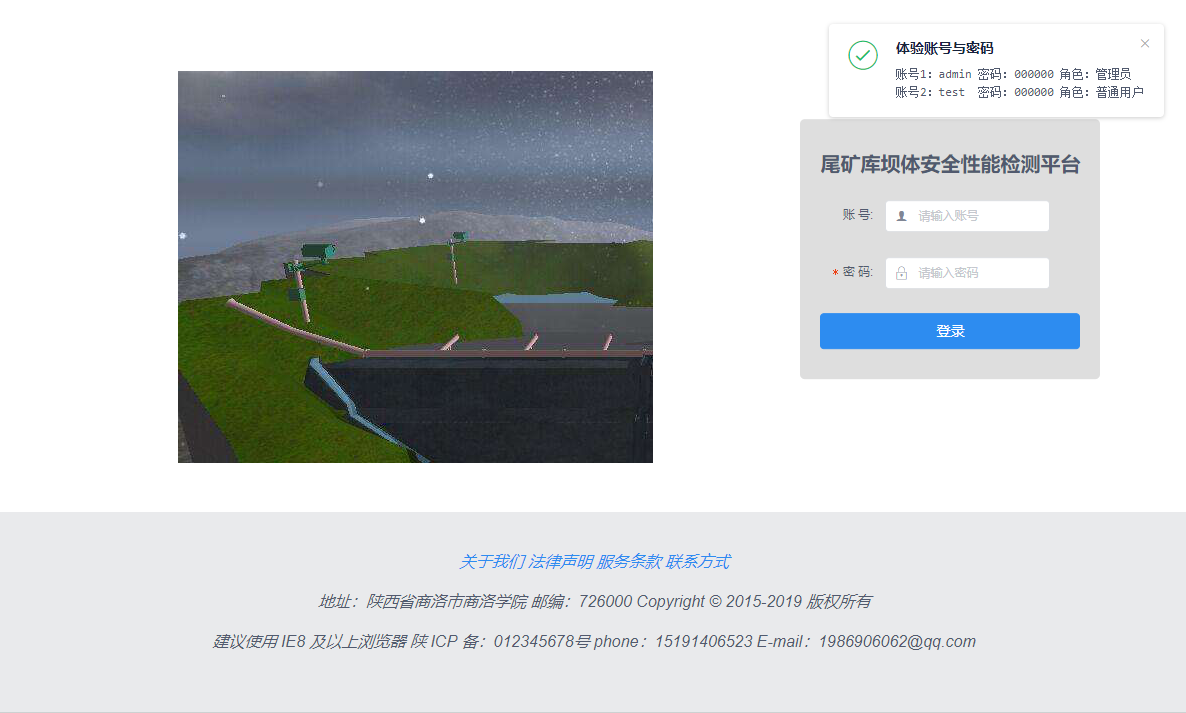 体验账号与密码
账号1：admin 密码：000000 角色：管理员
账号2：test 密码：000000 角色：普通用户
尾矿库坝体安全性能检测平台
账 号:
请输入账号
* 密 码:
请输入密码
登录
关于我们 法律声明 服务条款 联系方式
地址：陕西省商洛市商洛学院 邮编：726000 Copyright © 2015-2019 版权所有
建议使用 IE8 及以上浏览器 陕 ICP 备：012345678号 phone：15191406523 E-mail：1986906062@qq.com